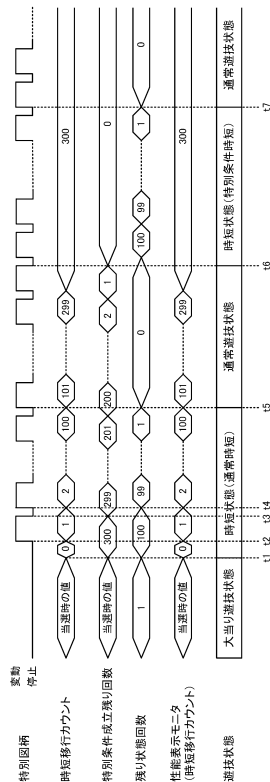 特別図柄
変動
停止
時短移行カウント
当選時の値 0 1 2 100 101 299 300
特別条件成立残り回数
当選時の値 300 299 201 200 2 1 0
残り状態回数
1 100 99 1 0 100 99 1 0
性能表示モニタ
(時短移行カウント)
当選時の値 0 1 2 100 101 299 300
遊技状態
大当り遊技状態 時短状態(通常時短) 通常遊技状態 時短状態(特別条件時短) 通常遊技状態
t1 t2 t3 t4 t5 t6 t7